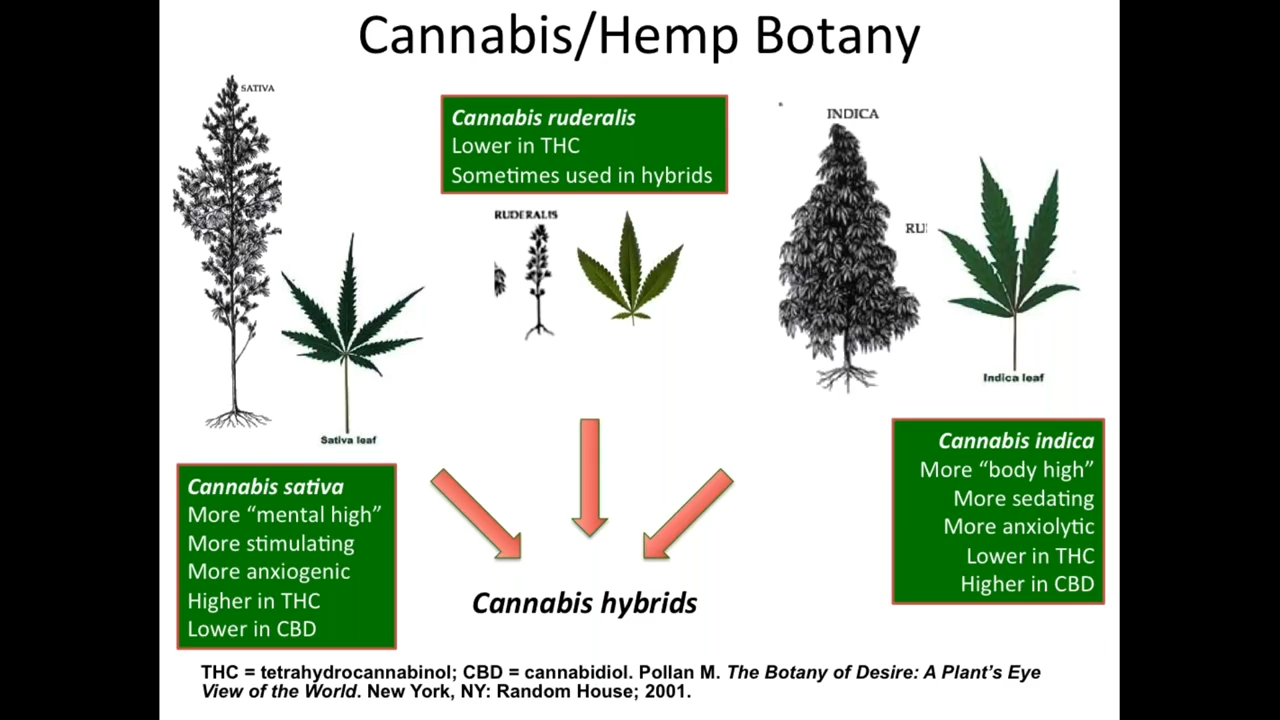 Cannabis/Hemp Botany
SATIVA
Cannabis ruderalis
Lower in THC
Sometimes used in hybrids
INDICA
RUDERALIS
RU
Sativa leaf
Indica leaf
Cannabis sativa
More “mental high”
More stimulating
More anxiogenic
Higher in THC
Lower in CBD
Cannabis indica
More “body high”
More sedating
More anxiolytic
Lower in THC
Higher in CBD
Cannabis hybrids
THC = tetrahydrocannabinol; CBD = cannabidiol. Pollan M. The Botany of Desire: A Plant’s Eye
View of the World. New York, NY: Random House; 2001.